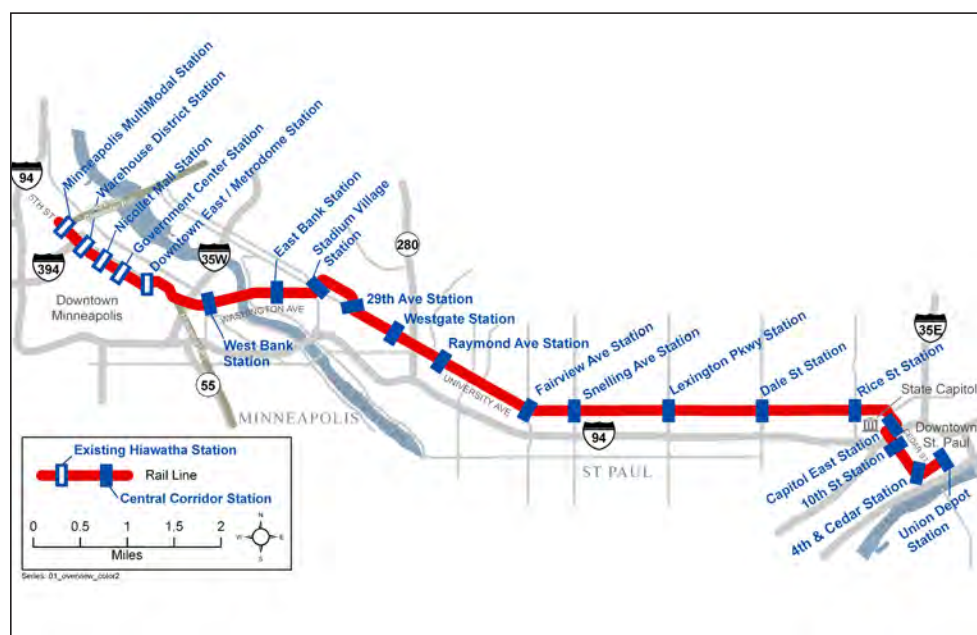 Minneapolis MultiModal Station
Warehouse District Station
Nicollet Mall Station
Government Center Station
Downtown East / Metrodome Station
94
5TH ST
394
35W
East Bank Station
Stadium Village
Station
280
Downtown
Minneapolis
WASHINGTON AVE
West Bank
Station
55
29th Ave Station
Westgate Station
Raymond Ave Station
UNIVERSITY AVE
MINNEAPOLIS
Fairview Ave Station
Snelling Ave Station
Lexington Pkwy Station
Dale St Station
Rice St Station
35E
State Capitol
Downtown
St. Paul
94
ST PAUL
Capitol East Station
10th St Station
4th & Cedar Station
Union Depot
Station
Existing Hiawatha Station
Rail Line
Central Corridor Station
0 0.5 1 2
Miles
N
W E
S
Series: 01_overview_color2